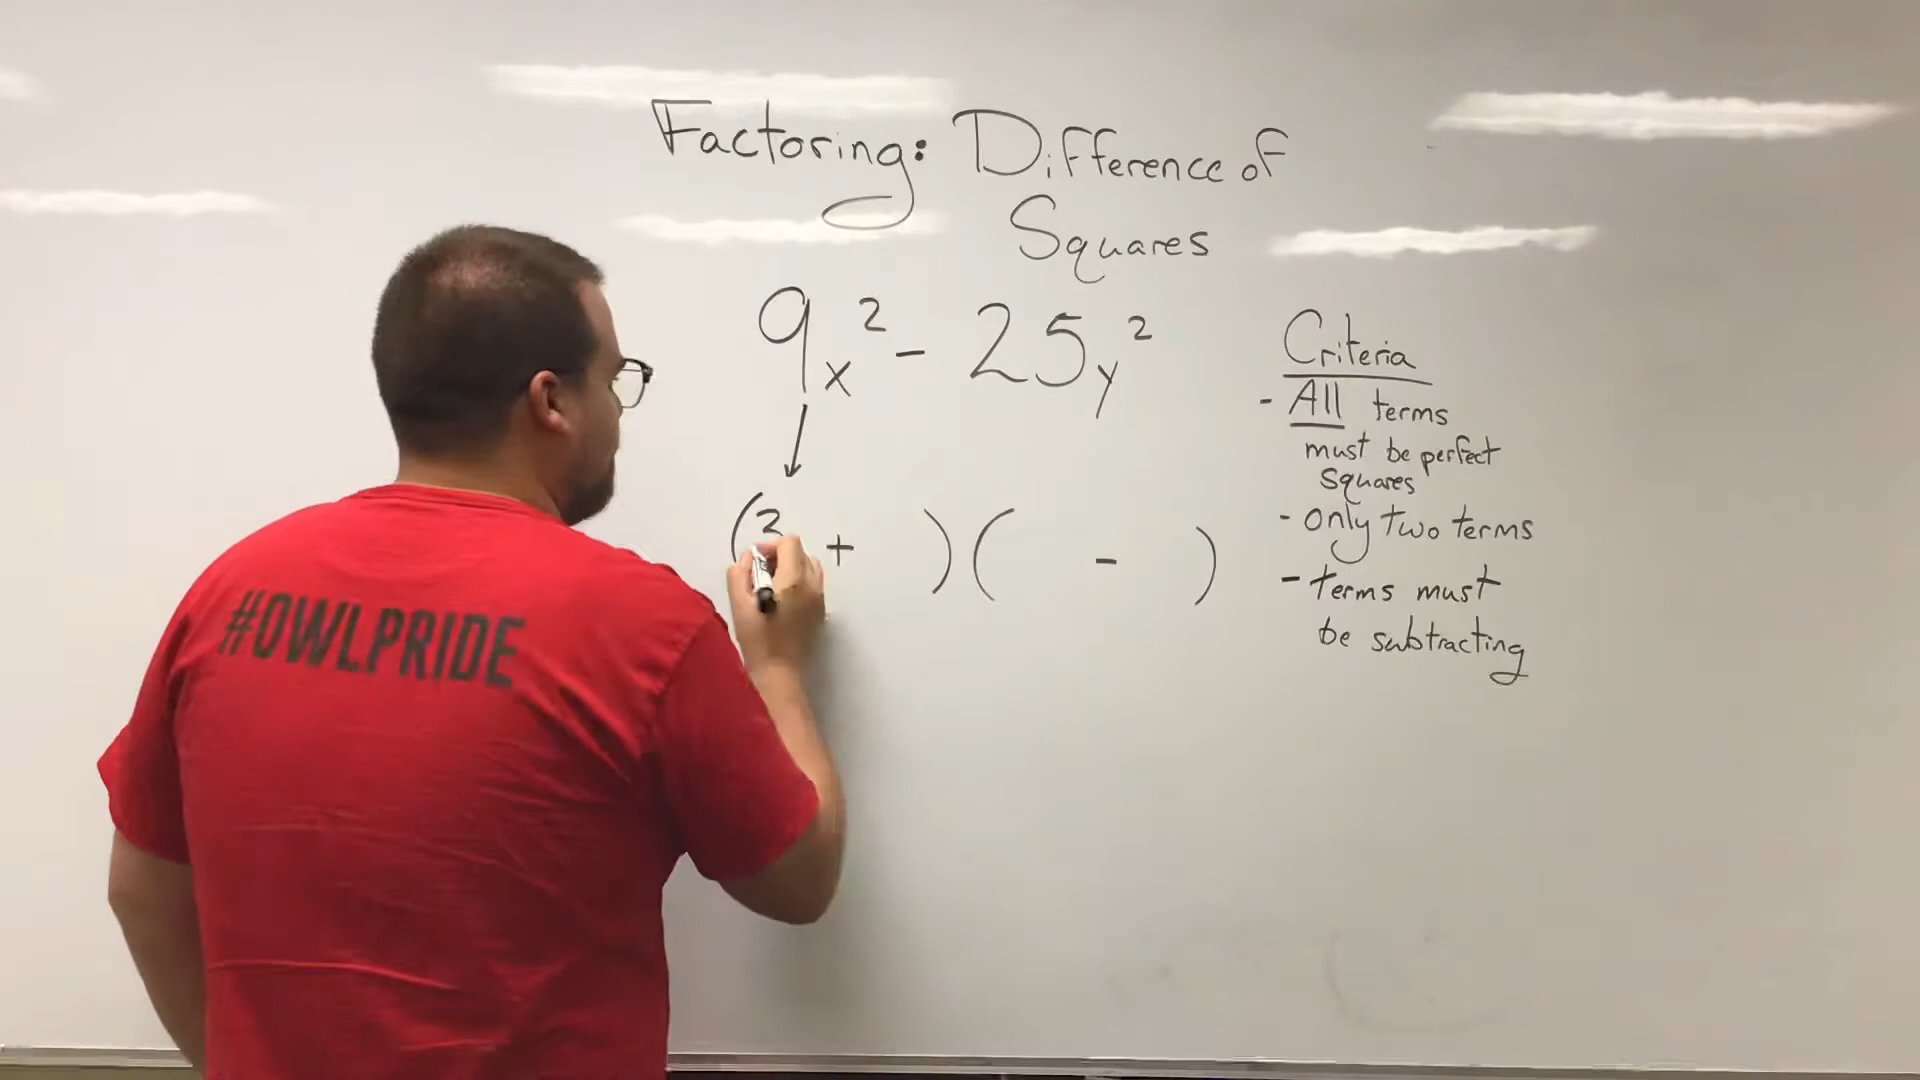 Factoring: Difference of
Squares
9x² - 25y²
Criteria
- All terms
must be perfect
squares
- only two terms
- terms must
be subtracting
( + ) ( - )
#OWLPRIDE